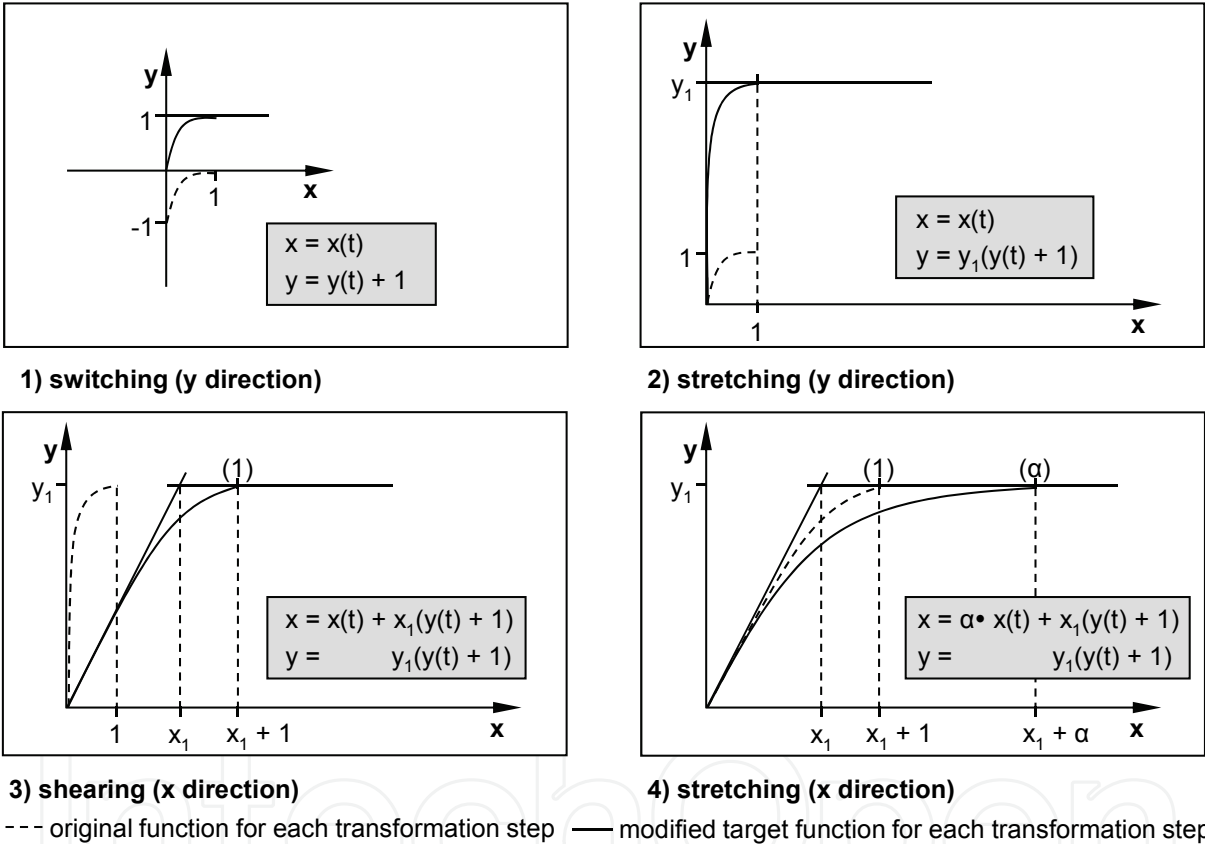 y
1
1
x
-1
x = x(t)
y = y(t) + 1
1) switching (y direction)
y
y₁
1
1
x
x = x(t)
y = y₁(y(t) + 1)
2) stretching (y direction)
y
y₁
(1)
x = x(t) + x₁(y(t) + 1)
y = y₁(y(t) + 1)
1 x₁ x₁ + 1 x
3) shearing (x direction)
y
y₁
(1) (α)
x = α• x(t) + x₁(y(t) + 1)
y = y₁(y(t) + 1)
x₁ x₁ + 1 x₁ + α x
4) stretching (x direction)
--- original function for each transformation step — modified target function for each transformation step
IntechOpen